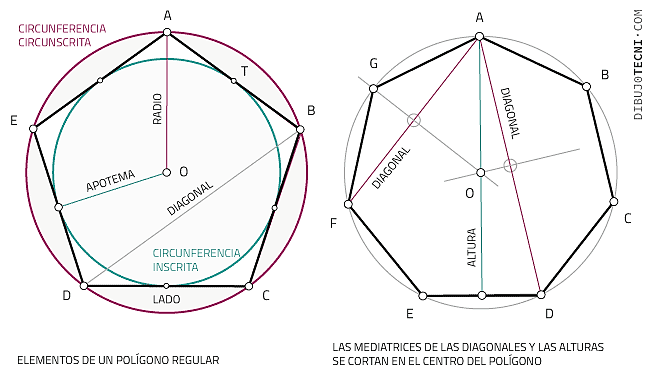 CIRCUNFERENCIA
CIRCUNSCRITA
A
T
B
E
RADIO
O
APOTEMA
DIAGONAL
CIRCUNFERENCIA
INSCRITA
D
LADO
C
ELEMENTOS DE UN POLÍGONO REGULAR
A
G
B
DIAGONAL
DIAGONAL
O
F
C
ALTURA
E
D
LAS MEDIATRICES DE LAS DIAGONALES Y LAS ALTURAS
SE CORTAN EN EL CENTRO DEL POLÍGONO
DIBUJ0TECNI·COM